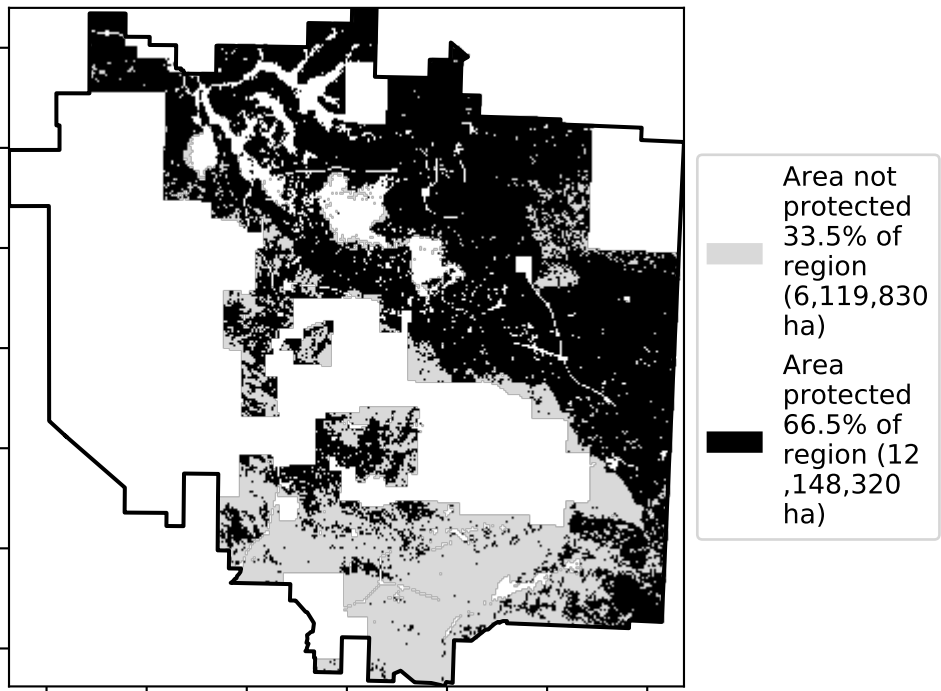 Area not
protected
33.5% of
region
(6,119,830
ha)
Area
protected
66.5% of
region (12
,148,320
ha)